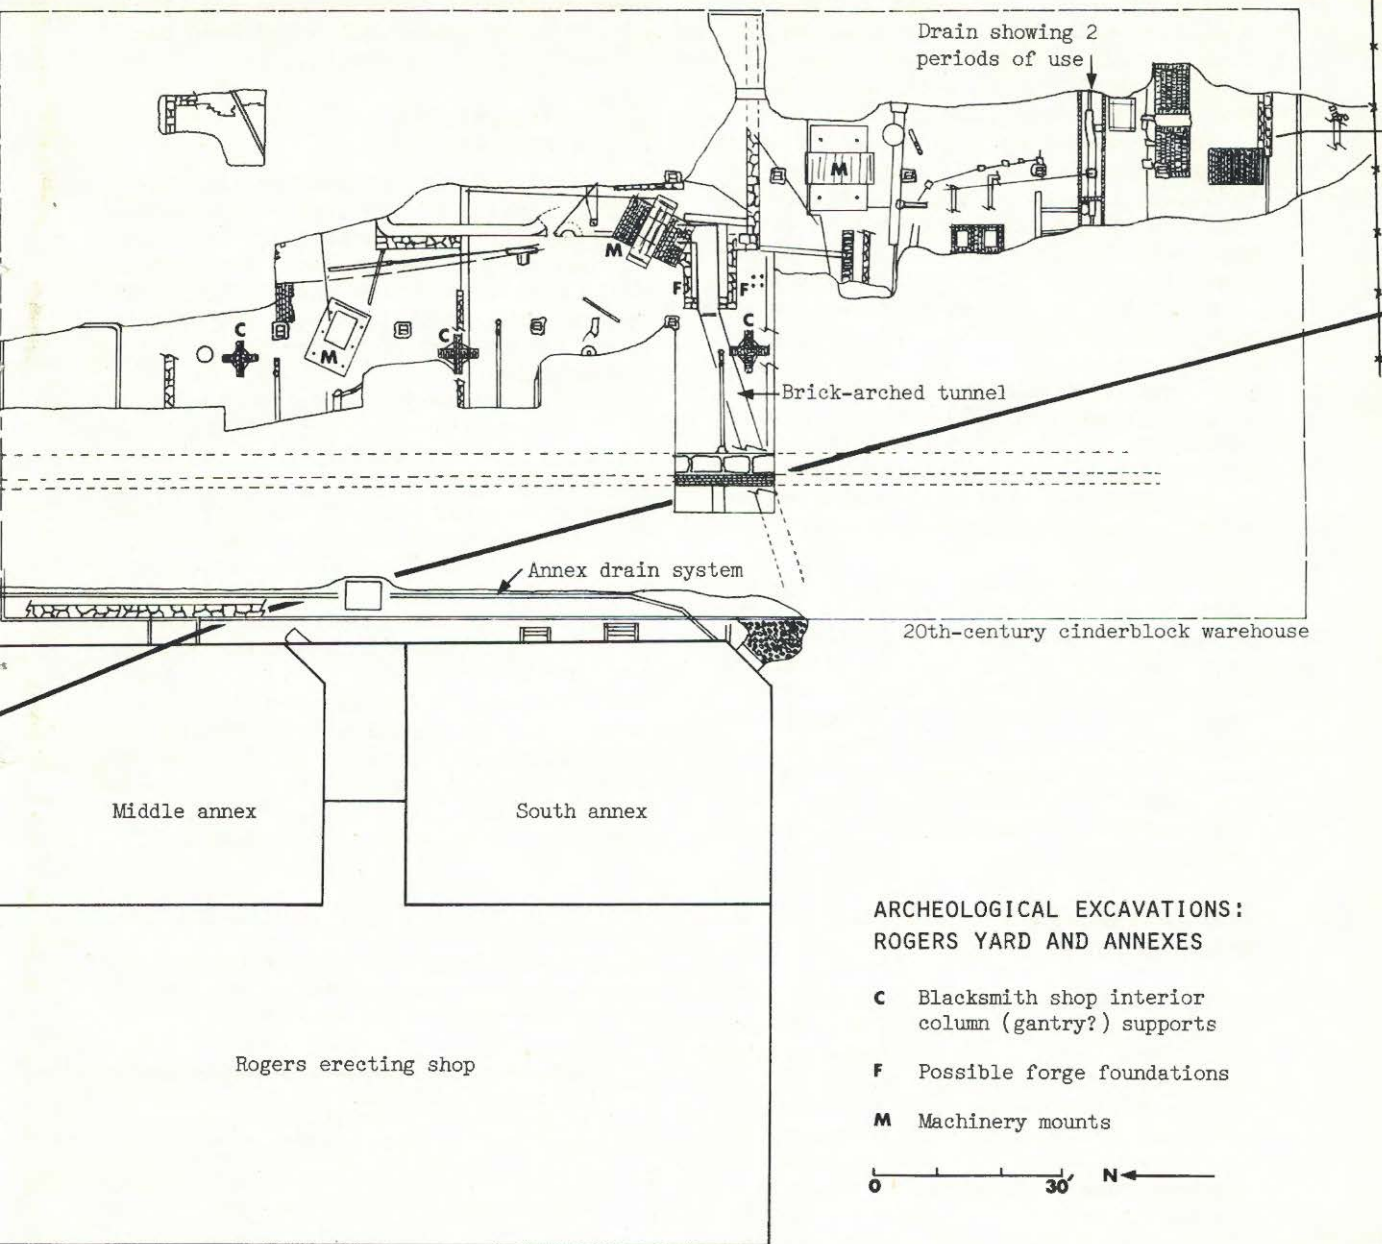 Drain showing 2
periods of use
M
M
F
F
C
C
C
M
Brick-arched tunnel
Annex drain system
20th-century cinderblock warehouse
Middle annex
South annex
Rogers erecting shop
ARCHEOLOGICAL EXCAVATIONS:
ROGERS YARD AND ANNEXES
C Blacksmith shop interior
column (gantry?) supports
F Possible forge foundations
M Machinery mounts
0 30' N